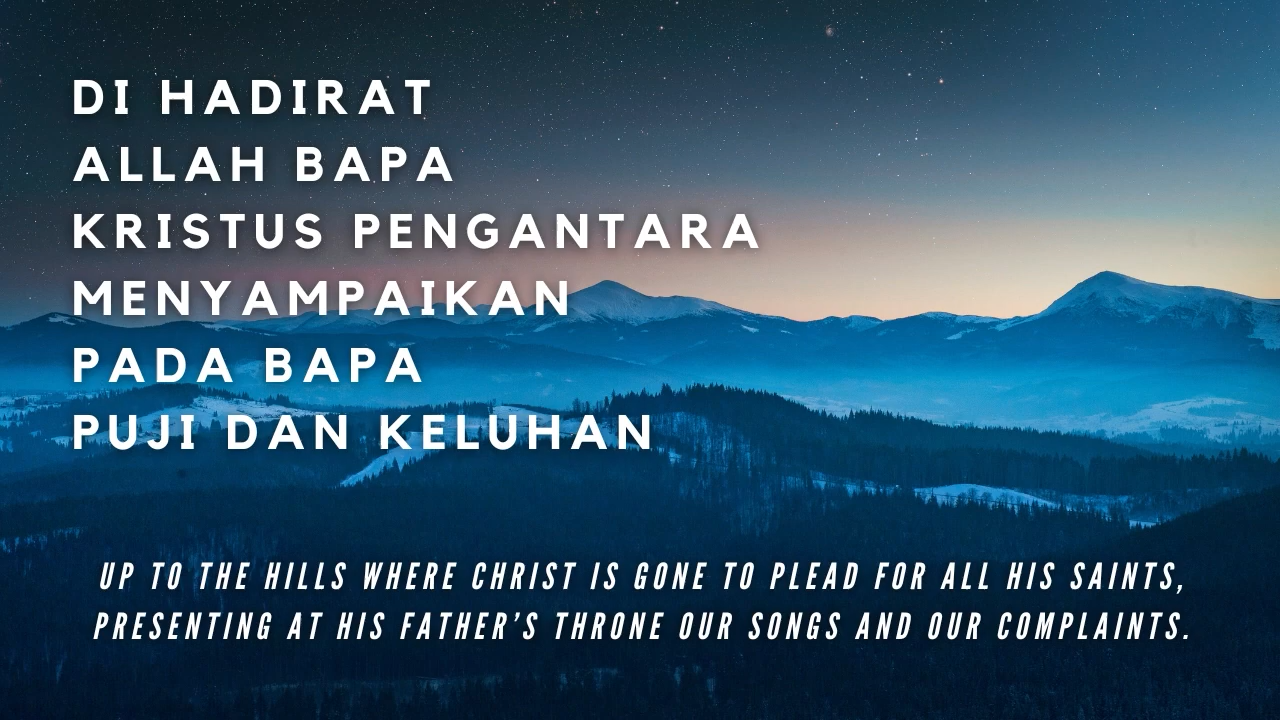 DI HADIRAT
ALLAH BAPA
KRISTUS PENGANTARA
MENYAMPAIKAN
PADA BAPA
PUJI DAN KELUHAN
UP TO THE HILLS WHERE CHRIST IS GONE TO PLEAD FOR ALL HIS SAINTS,
PRESENTING AT HIS FATHER’S THRONE OUR SONGS AND OUR COMPLAINTS.